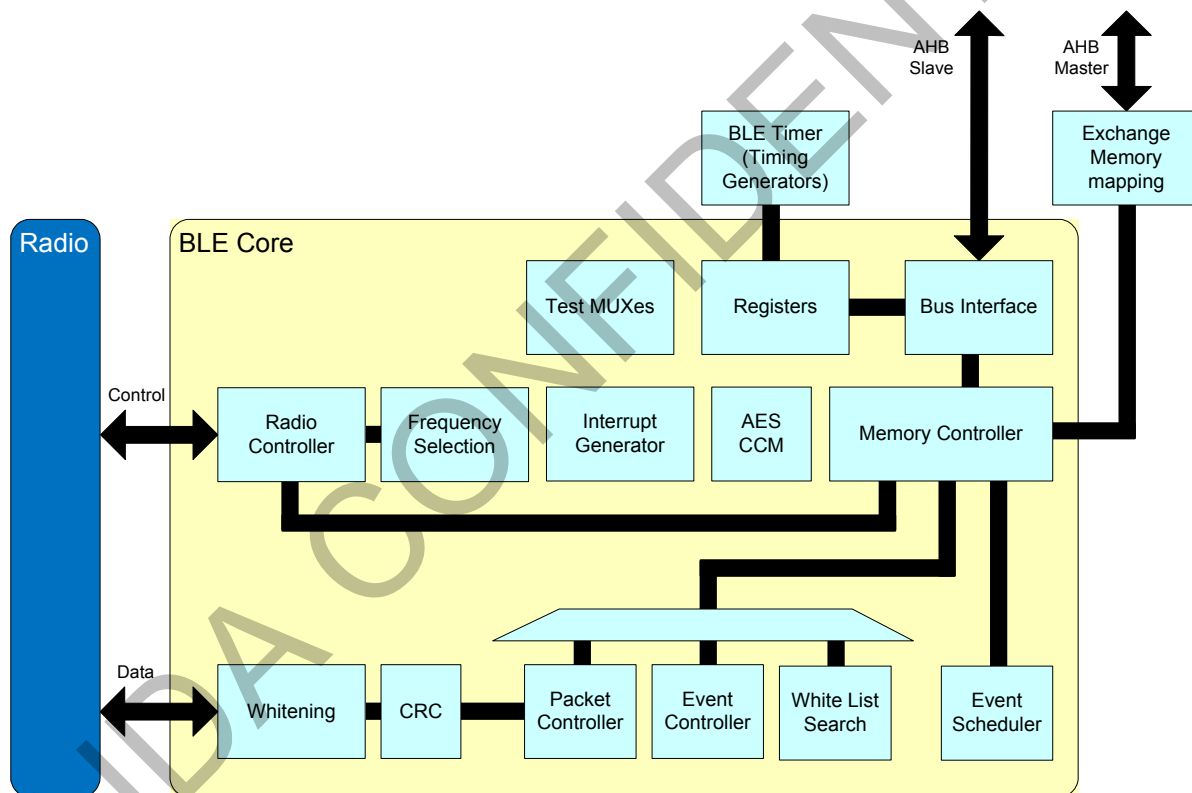 AHB
Slave
AHB
Master
BLE Timer
(Timing
Generators)
Exchange
Memory
mapping
Radio
BLE Core
Test MUXes
Registers
Bus Interface
Control
Radio
Controller
Frequency
Selection
Interrupt
Generator
AES
CCM
Memory Controller
Data
Whitening
CRC
Packet
Controller
Event
Controller
White List
Search
Event
Scheduler
IDA CONFIDEN